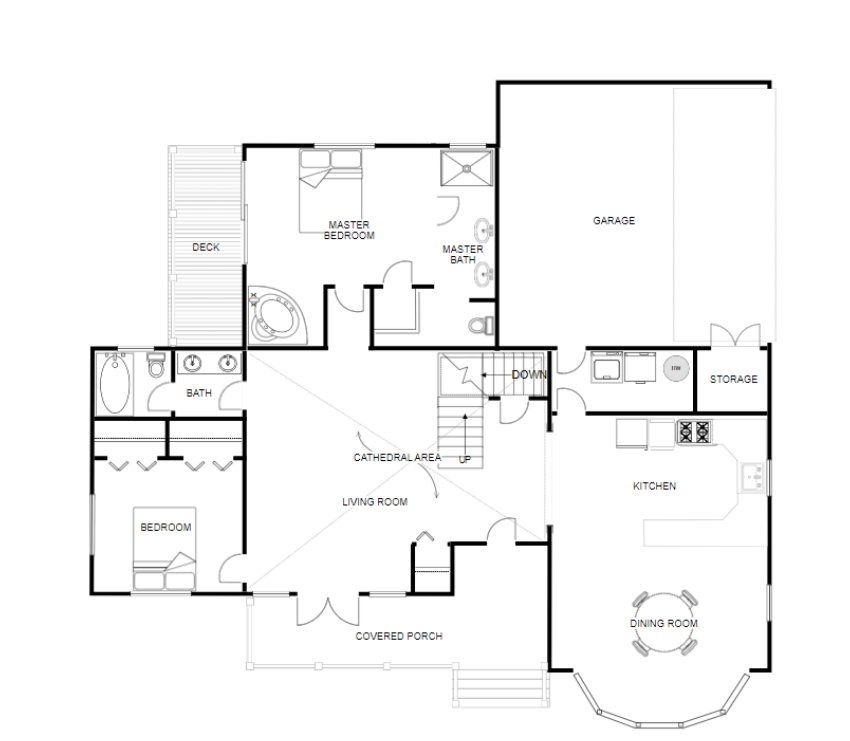 GARAGE
MASTER
BEDROOM
DECK
MASTER
BATH
HW
DOWN
STORAGE
BATH
CATHEDRAL AREA
UP
KITCHEN
LIVING ROOM
BEDROOM
DINING ROOM
COVERED PORCH